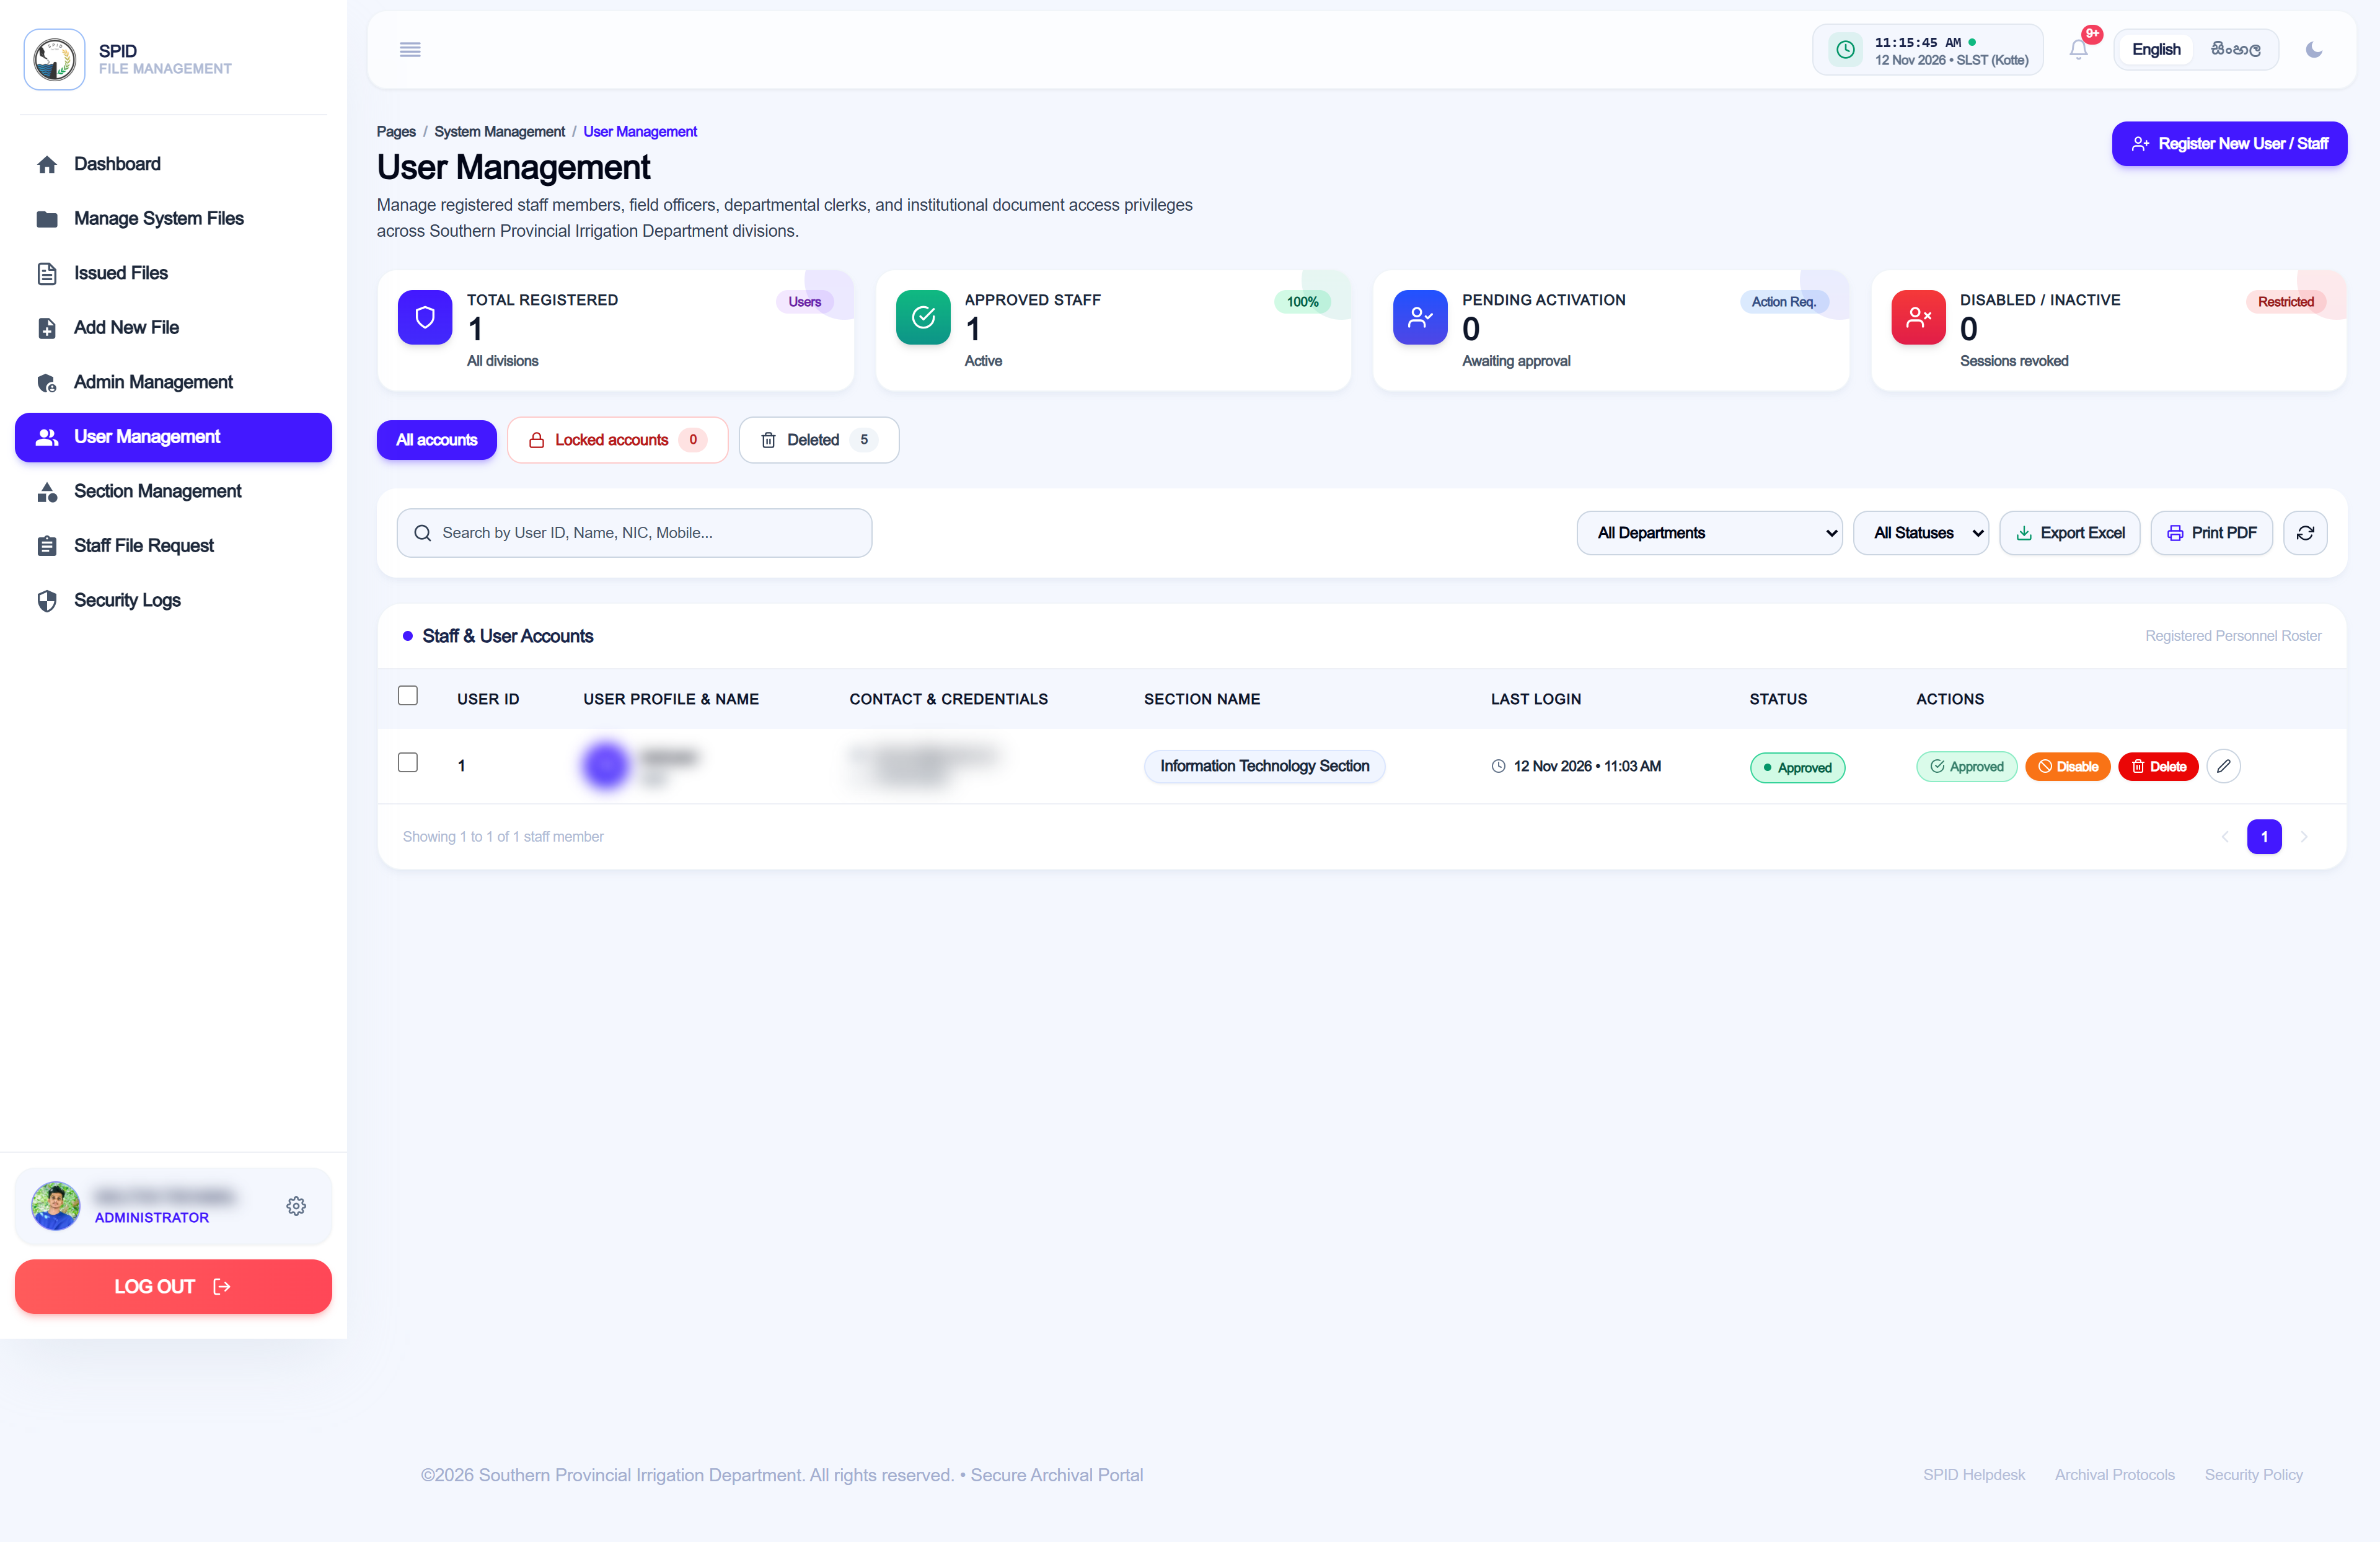 SPID
FILE MANAGEMENT
Dashboard
Manage System Files
Issued Files
Add New File
Admin Management
User Management
Section Management
Staff File Request
Security Logs
ADMINISTRATOR
LOG OUT
11:15:45 AM
12 Nov 2026 • SLST (Kotte)
9+
English
සිංහල
Pages / System Management / User Management
User Management
Register New User / Staff
Manage registered staff members, field officers, departmental clerks, and institutional document access privileges
across Southern Provincial Irrigation Department divisions.
TOTAL REGISTERED
Users
1
All divisions
APPROVED STAFF
100%
1
Active
PENDING ACTIVATION
Action Req.
0
Awaiting approval
DISABLED / INACTIVE
Restricted
0
Sessions revoked
All accounts
Locked accounts 0
Deleted 5
Search by User ID, Name, NIC, Mobile...
All Departments
All Statuses
Export Excel
Print PDF
Staff & User Accounts
Registered Personnel Roster
USER ID USER PROFILE & NAME CONTACT & CREDENTIALS SECTION NAME LAST LOGIN STATUS ACTIONS
1 Information Technology Section 12 Nov 2026 • 11:03 AM Approved Approved Disable Delete
Showing 1 to 1 of 1 staff member
1
©2026 Southern Provincial Irrigation Department. All rights reserved. • Secure Archival Portal
SPID Helpdesk Archival Protocols Security Policy